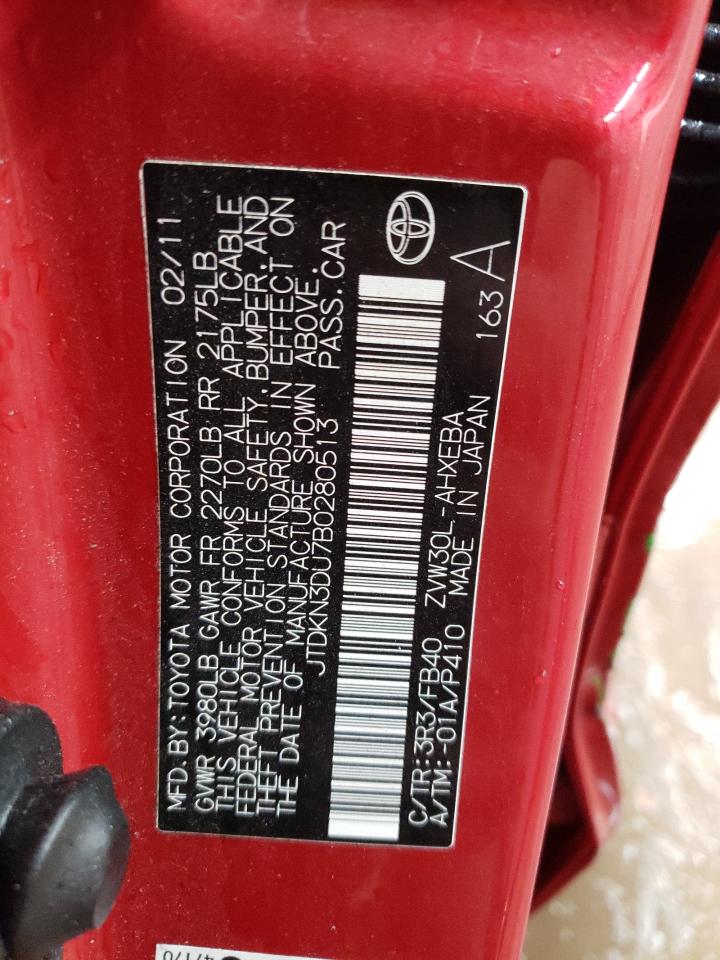 MFD. BY: TOYOTA MOTOR CORPORATION 02/11
GVWR 3980LB GAWR FR 2270LB RR 2175LB
THIS VEHICLE CONFORMS TO ALL APPLICABLE
FEDERAL MOTOR VEHICLE SAFETY, BUMPER, AND
THEFT PREVENTION STANDARDS IN EFFECT ON
THE DATE OF MANUFACTURE SHOWN ABOVE.
JTDKN3DU7B0280513 PASS. CAR
C/TR: 3R3/FB40 ZVW30L-AHXEBA
A/TM: -01A/P410 MADE IN JAPAN
163 A